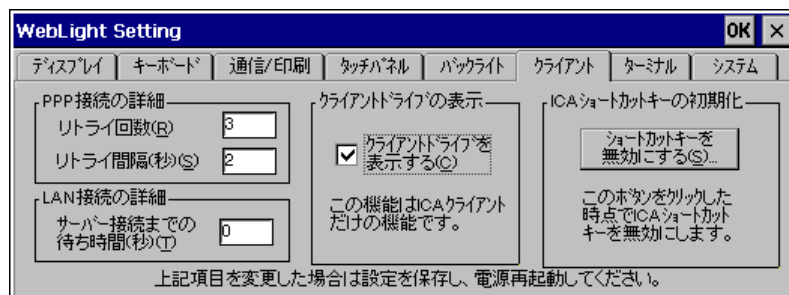 WebLight Setting OK ×
ディスプレイ キーボード 通信/印刷 タッチパネル バックライト クライアント ターミナル システム
PPP接続の詳細
リトライ回数(R) 3
リトライ間隔(秒)(S) 2
LAN接続の詳細
サーバー接続までの
待ち時間(秒)(T) 0
クライアントドライブの表示
クライアントドライブを
表示する(C)
この機能はICAクライアント
だけの機能です。
ICAショートカットキーの初期化
ショートカットキーを
無効にする(S)...
このボタンをクリックした
時点でICAショートカット
キーを無効にします。
上記項目を変更した場合は設定を保存し、電源再起動してください。